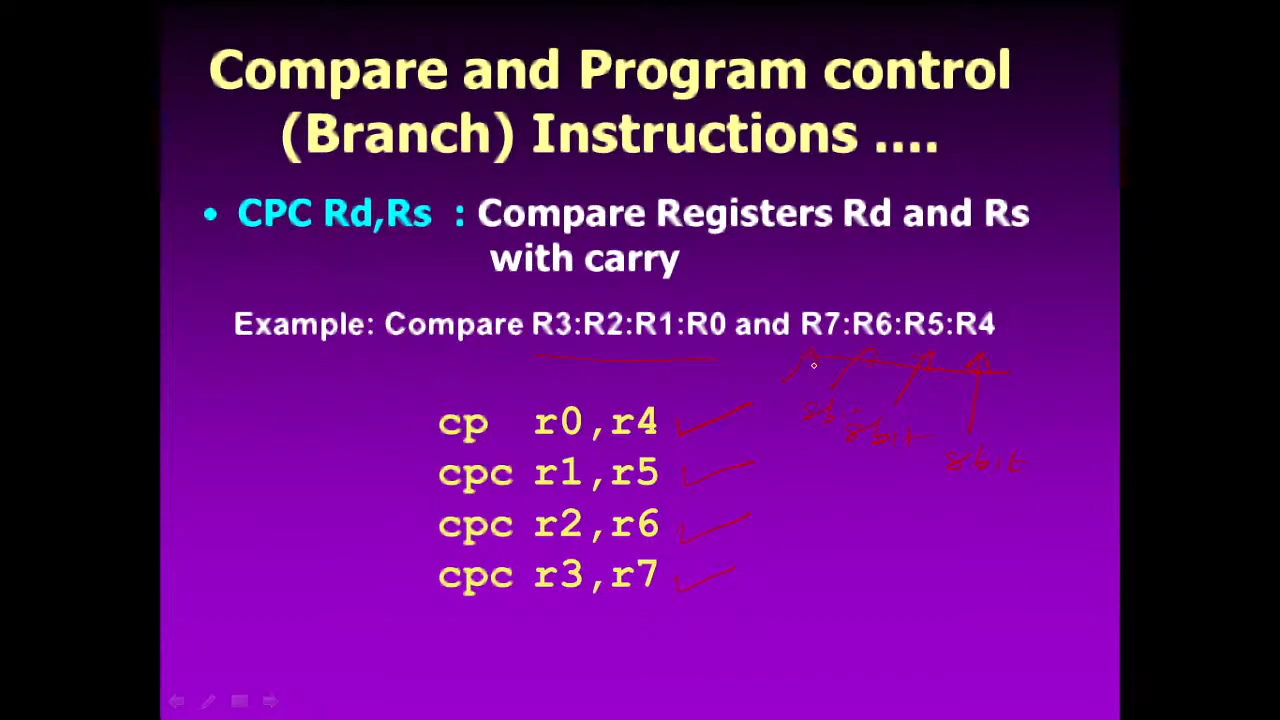 Compare and Program control
(Branch) Instructions ....
• CPC Rd,Rs : Compare Registers Rd and Rs
with carry
Example: Compare R3:R2:R1:R0 and R7:R6:R5:R4
cp r0,r4
cpc r1,r5
cpc r2,r6
cpc r3,r7
8bit
8bit